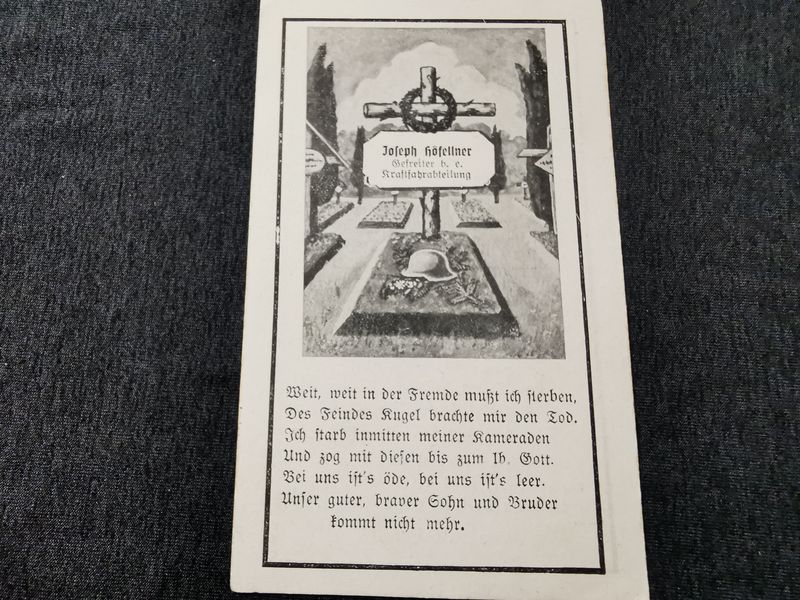 Joseph Höfellner
Gefreiter b. e.
Kraftfahrabteilung
Weit, weit in der Fremde mußt ich sterben,
Des Feindes Kugel brachte mir den Tod.
Ich starb inmitten meiner Kameraden
Und zog mit diesen bis zum lb. Gott.
Bei uns ist's öde, bei uns ist's leer.
Unser guter, braver Sohn und Bruder
kommt nicht mehr.